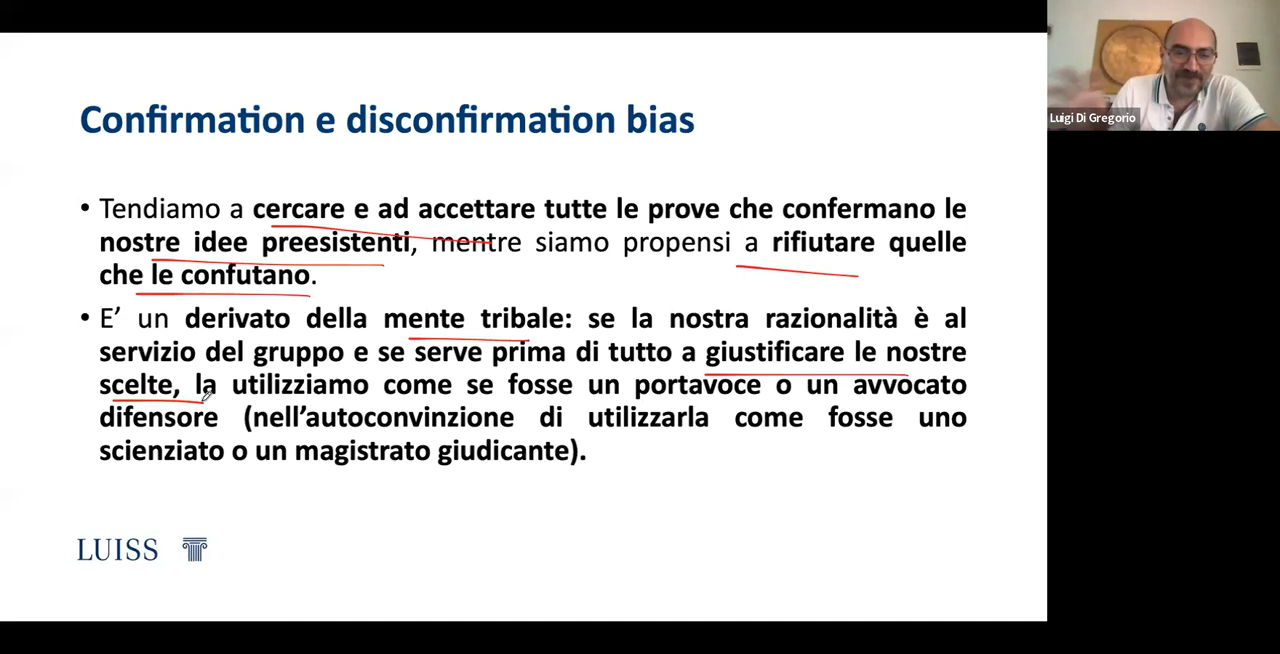 Confirmation e disconfirmation bias
• Tendiamo a cercare e ad accettare tutte le prove che confermano le
nostre idee preesistenti, mentre siamo propensi a rifiutare quelle
che le confutano.
• E’ un derivato della mente tribale: se la nostra razionalità è al
servizio del gruppo e se serve prima di tutto a giustificare le nostre
scelte, la utilizziamo come se fosse un portavoce o un avvocato
difensore (nell’autoconvinzione di utilizzarla come fosse uno
scienziato o un magistrato giudicante).
LUISS
Luigi Di Gregorio